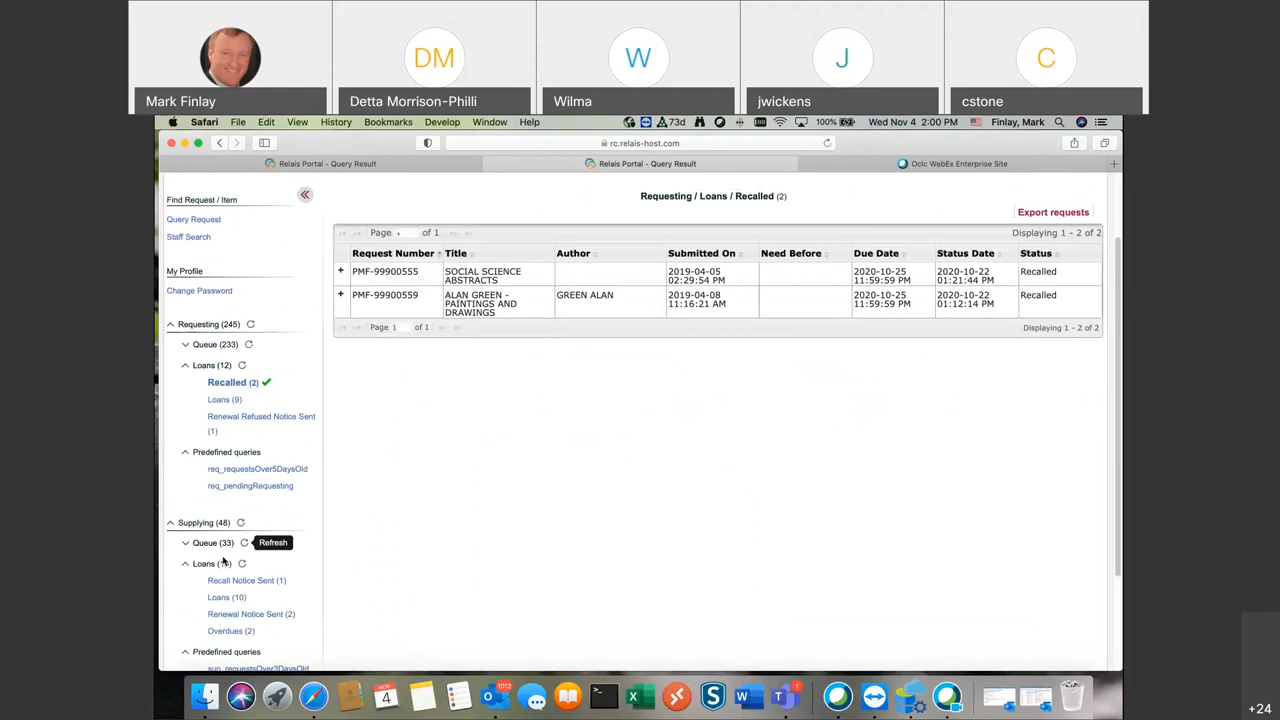 DM
W
J
C
Mark Finlay
Detta Morrison-Philli
Wilma
jwickens
cstone
Safari File Edit View History Bookmarks Develop Window Help
73d
100%
Wed Nov 4 2:00 PM Finlay, Mark
rc.relais-host.com
Relais Portal - Query Result
Relais Portal - Query Result
Oclc WebEx Enterprise Site
Find Request / Item
Query Request
Staff Search
My Profile
Change Password
Requesting (245)
Queue (233)
Loans (12)
Recalled (2)
Loans (9)
Renewal Refused Notice Sent
(1)
Predefined queries
req_requestsOver5DaysOld
req_pendingRequesting
Supplying (48)
Queue (33)
Refresh
Loans
Recall Notice Sent (1)
Loans (10)
Renewal Notice Sent (2)
Overdues (2)
Predefined queries
sup_requestsOver3DaysOld
Requesting / Loans / Recalled (2)
Export requests
Page of 1
Displaying 1 - 2 of 2
Request Number Title Author Submitted On Need Before Due Date Status Date Status
+ PMF-99900555 SOCIAL SCIENCE 2019-04-05 2020-10-25 2020-10-22 Recalled
ABSTRACTS 02:29:54 PM 11:59:59 PM 01:21:44 PM
+ PMF-99900559 ALAN GREEN - GREEN ALAN 2019-04-08 2020-10-25 2020-10-22 Recalled
PAINTINGS AND 11:16:21 AM 11:59:59 PM 01:12:14 PM
DRAWINGS
Page 1 of 1
Displaying 1 - 2 of 2
NOV
4
1012
1
+24